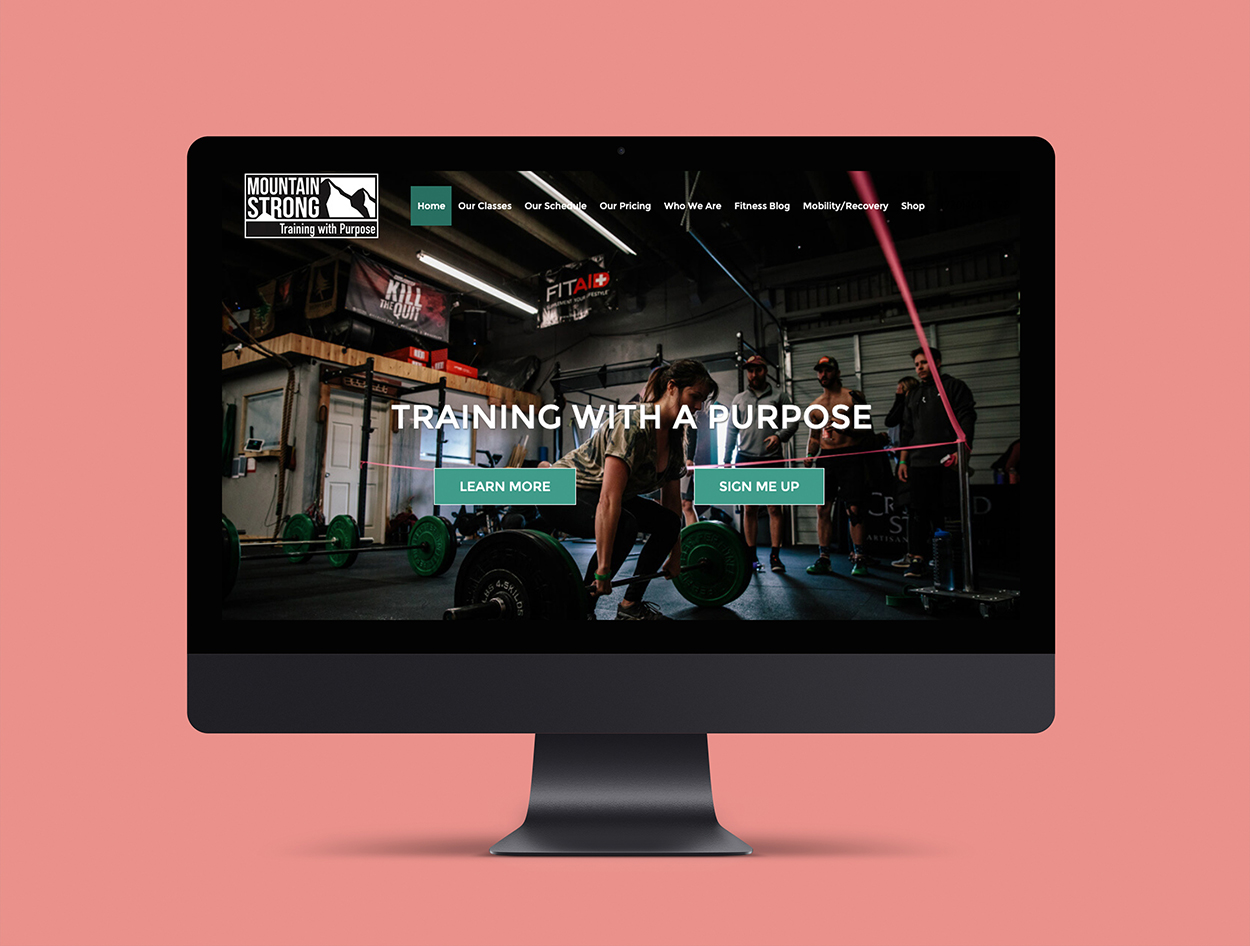 MOUNTAIN
STRONG
Training with Purpose
Home Our Classes Our Schedule Our Pricing Who We Are Fitness Blog Mobility/Recovery Shop
KILL
THE QUIT
FITAID
TRAINING WITH A PURPOSE
LEARN MORE SIGN ME UP